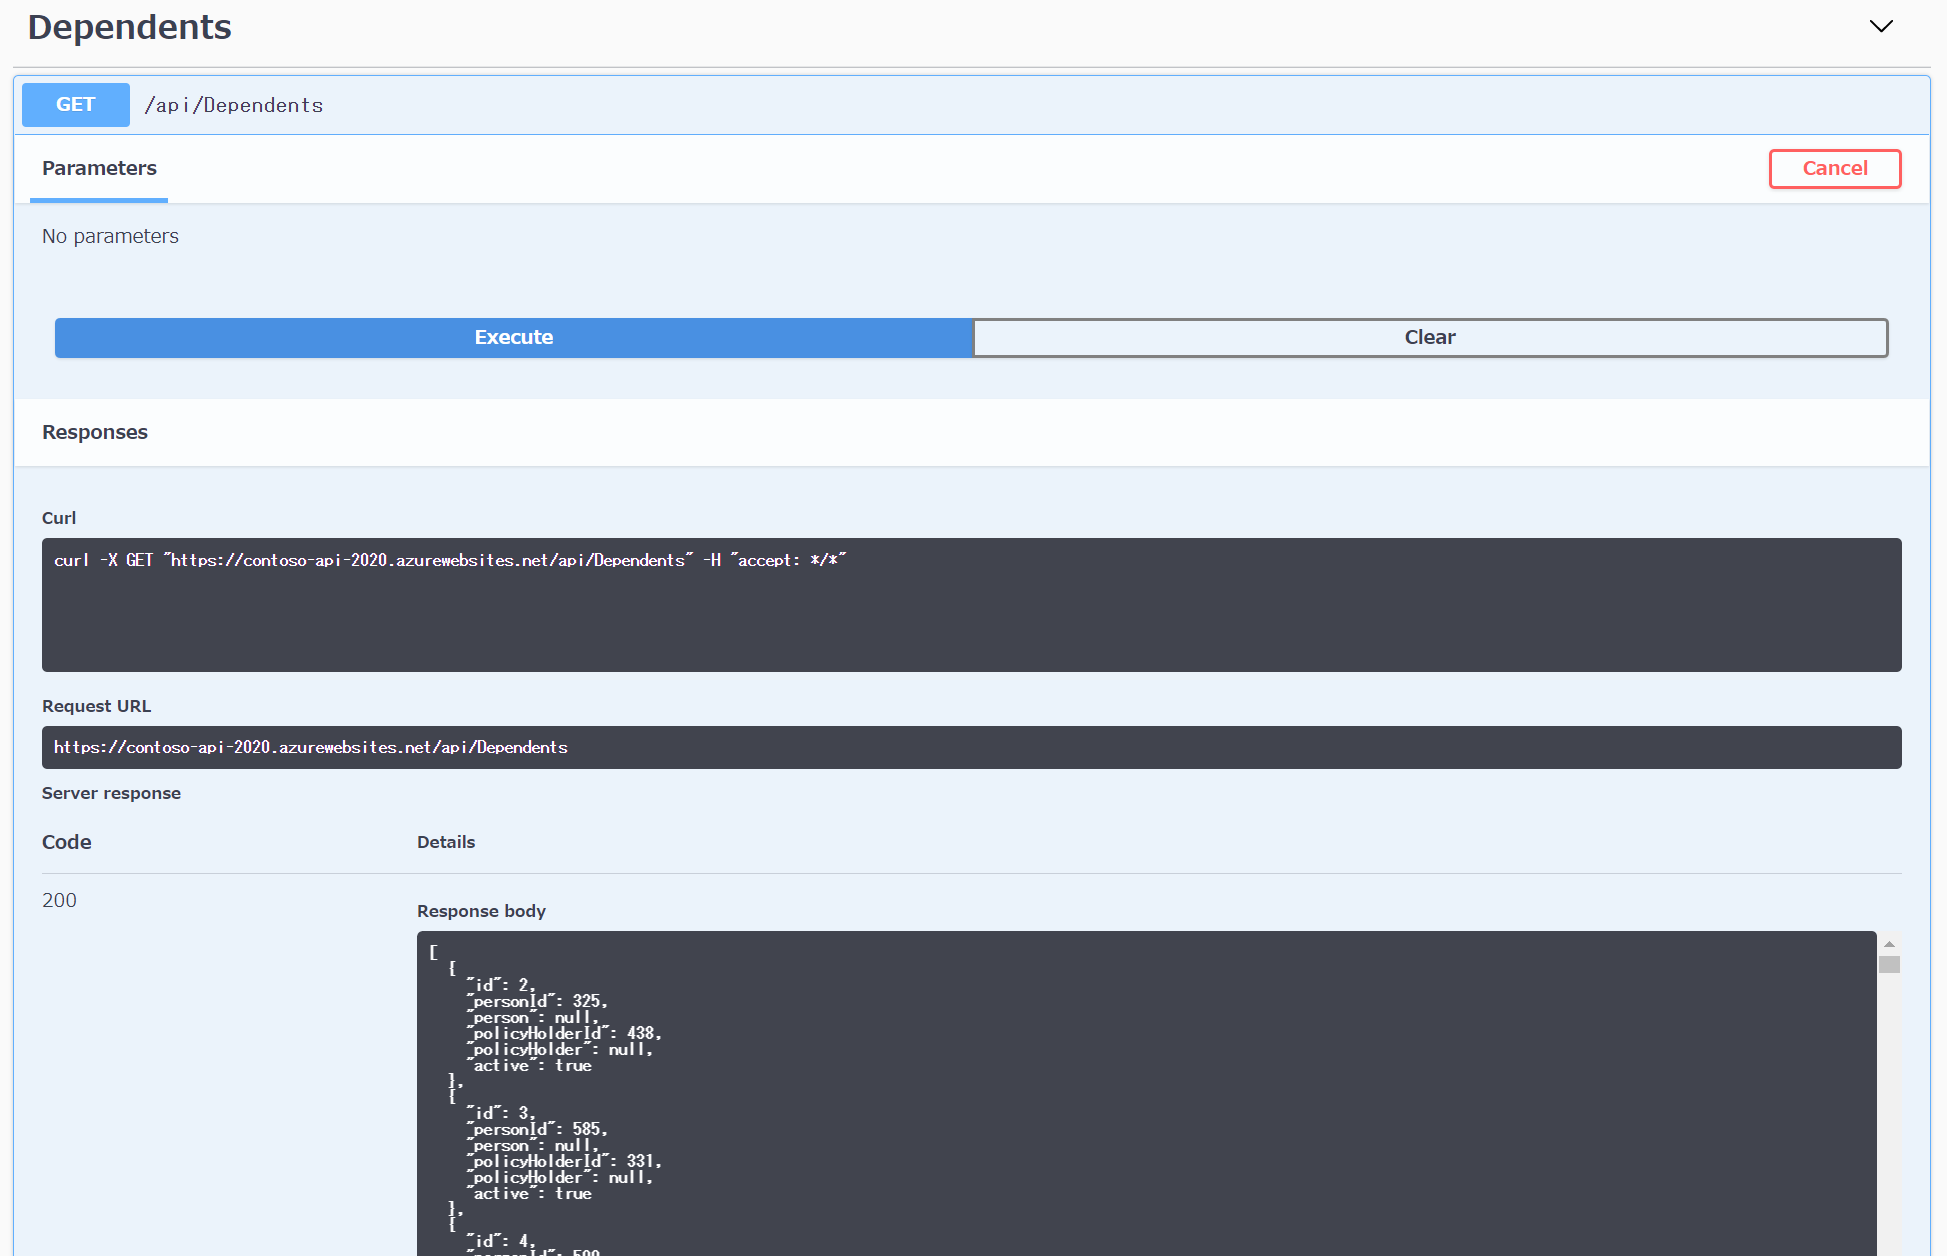 Dependents
GET /api/Dependents
Parameters
Cancel
No parameters
Execute
Clear
Responses
Curl
curl -X GET "https://contoso-api-2020.azurewebsites.net/api/Dependents" -H "accept: */*"
Request URL
https://contoso-api-2020.azurewebsites.net/api/Dependents
Server response
Code Details
200
Response body
[
  {
    "id": 2,
    "personId": 325,
    "person": null,
    "policyHolderId": 438,
    "policyHolder": null,
    "active": true
  },
  {
    "id": 3,
    "personId": 585,
    "person": null,
    "policyHolderId": 331,
    "policyHolder": null,
    "active": true
  },
  {
    "id": 4,
    "personId":